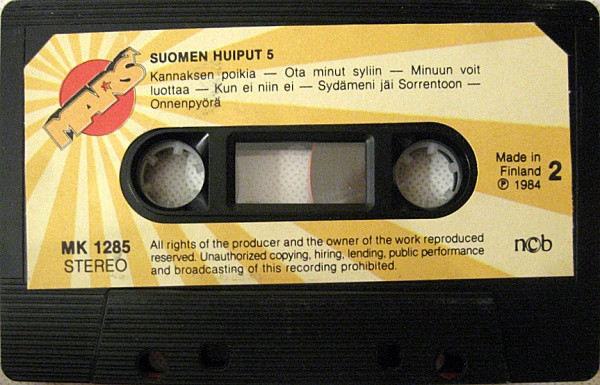 MARS
SUOMEN HUIPUT 5
Kannaksen poikia — Ota minut syliin — Minuun voit
luottaa — Kun ei niin ei — Sydämeni jäi Sorrentoon —
Onnenpyörä
Made in
Finland
℗ 1984
2
MK 1285
STEREO
All rights of the producer and the owner of the work reproduced
reserved. Unauthorized copying, hiring, lending, public performance
and broadcasting of this recording prohibited.
ncb